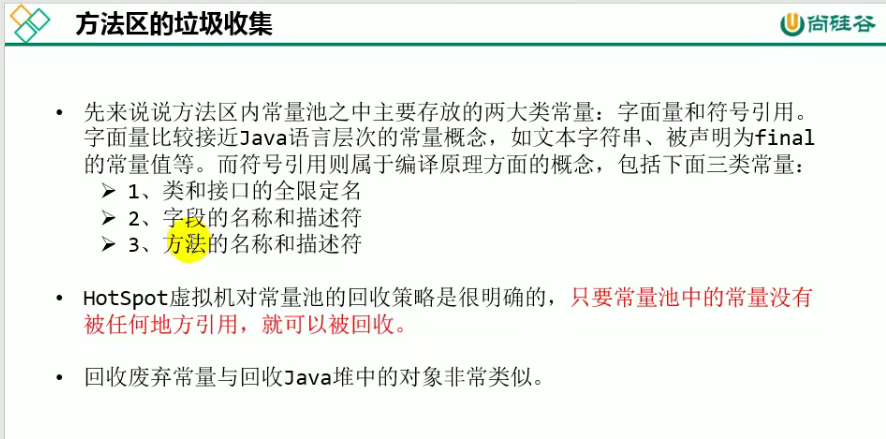 方法区的垃圾收集
尚硅谷
• 先来说说方法区内常量池之中主要存放的两大类常量：字面量和符号引用。
字面量比较接近Java语言层次的常量概念，如文本字符串、被声明为final
的常量值等。而符号引用则属于编译原理方面的概念，包括下面三类常量：
➢ 1、类和接口的全限定名
➢ 2、字段的名称和描述符
➢ 3、方法的名称和描述符
• HotSpot虚拟机对常量池的回收策略是很明确的，只要常量池中的常量没有
被任何地方引用，就可以被回收。
• 回收废弃常量与回收Java堆中的对象非常类似。